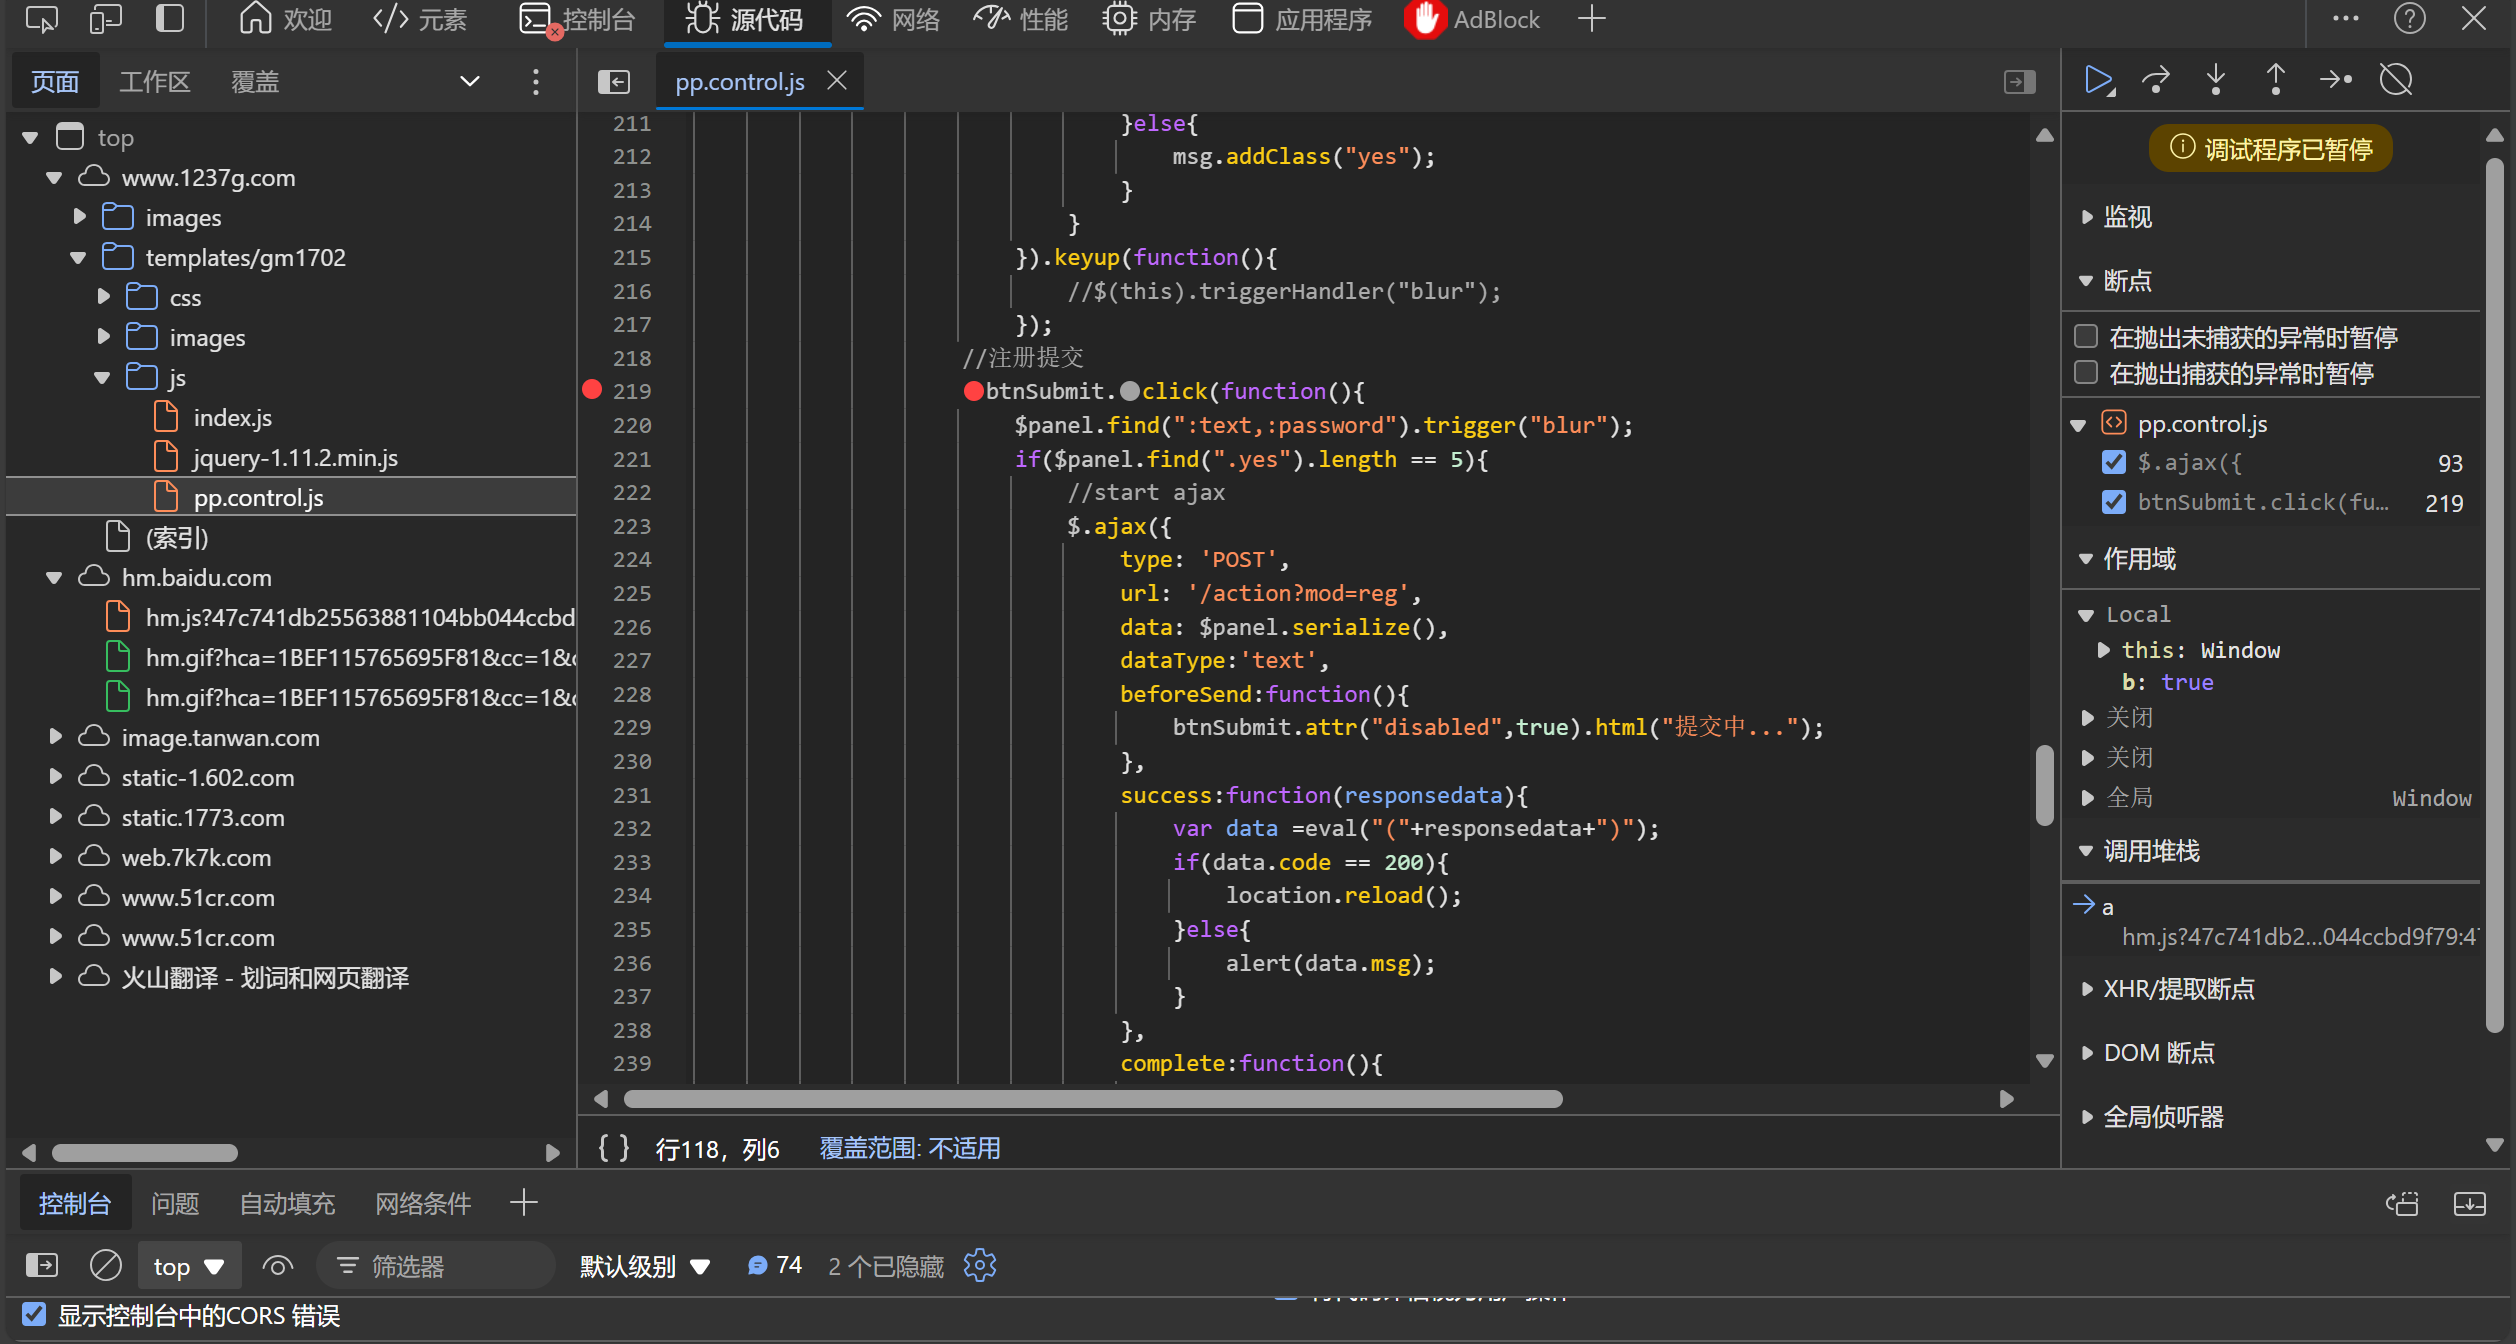 欢迎
元素
控制台
源代码
网络
性能
内存
应用程序
AdBlock
页面
工作区
覆盖
top
www.1237g.com
images
templates/gm1702
css
images
js
index.js
jquery-1.11.2.min.js
pp.control.js
(索引)
hm.baidu.com
hm.js?47c741db25563881104bb044ccbd
hm.gif?hca=1BEF115765695F81&cc=1&c
hm.gif?hca=1BEF115765695F81&cc=1&c
image.tanwan.com
static-1.602.com
static.1773.com
web.7k7k.com
www.51cr.com
www.51cr.com
火山翻译 - 划词和网页翻译
pp.control.js
211 }else{
212 msg.addClass("yes");
213 }
214 }
215 }).keyup(function(){
216 //$(this).triggerHandler("blur");
217 });
218 //注册提交
219 btnSubmit.click(function(){
220 $panel.find(":text,:password").trigger("blur");
221 if($panel.find(".yes").length == 5){
222 //start ajax
223 $.ajax({
224 type: 'POST',
225 url: '/action?mod=reg',
226 data: $panel.serialize(),
227 dataType:'text',
228 beforeSend:function(){
229 btnSubmit.attr("disabled",true).html("提交中...");
230 },
231 success:function(responsedata){
232 var data =eval("("+responsedata+")");
233 if(data.code == 200){
234 location.reload();
235 }else{
236 alert(data.msg);
237 }
238 },
239 complete:function(){
{ } 行118，列6 覆盖范围: 不适用
调试程序已暂停
监视
断点
在抛出未捕获的异常时暂停
在抛出捕获的异常时暂停
pp.control.js
$.ajax({ 93
btnSubmit.click(fu… 219
作用域
Local
this: Window
b: true
关闭
关闭
全局 Window
调用堆栈
a
hm.js?47c741db2…044ccbd9f79:4
XHR/提取断点
DOM 断点
全局侦听器
控制台
问题
自动填充
网络条件
top
筛选器
默认级别
74
2 个已隐藏
显示控制台中的CORS 错误